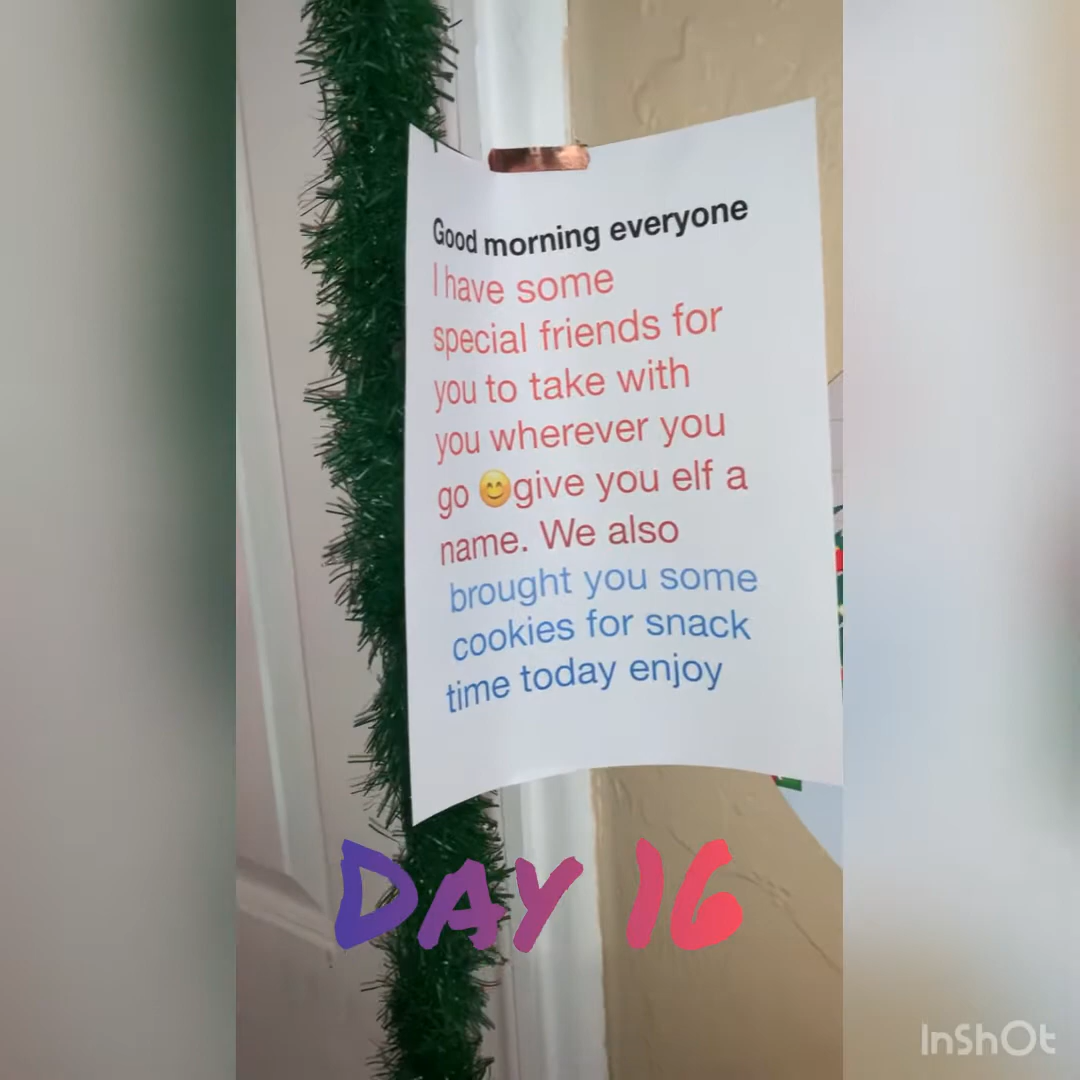 Good morning everyone
I have some
special friends for
you to take with
you wherever you
go 😊give you elf a
name. We also
brought you some
cookies for snack
time today enjoy
DAY 16
InShOt